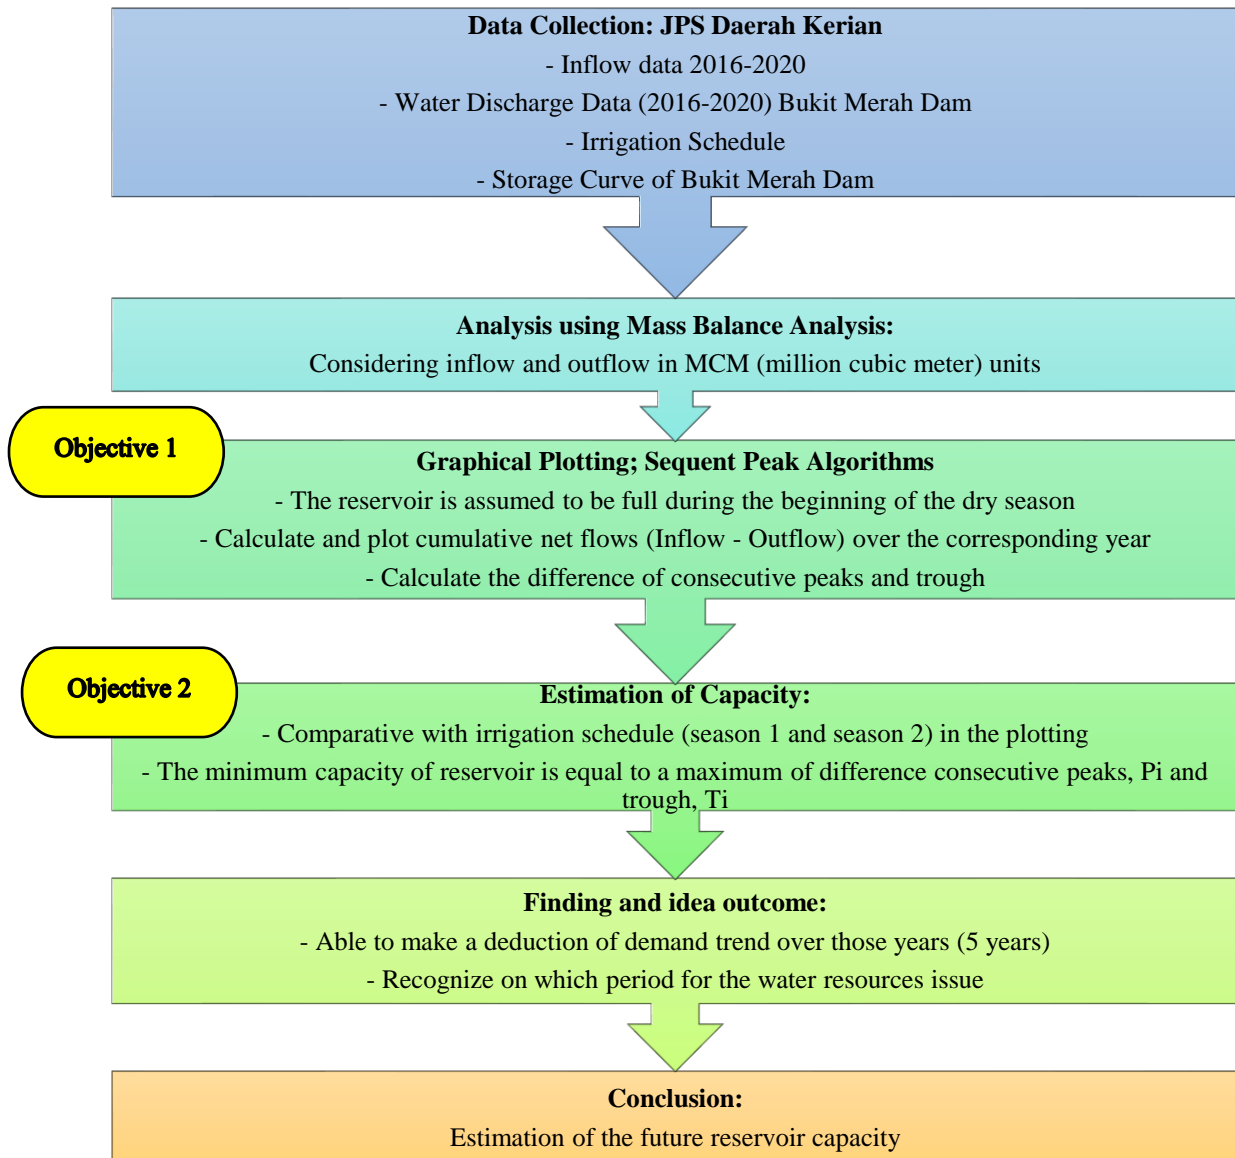 Data Collection: JPS Daerah Kerian
- Inflow data 2016-2020
- Water Discharge Data (2016-2020) Bukit Merah Dam
- Irrigation Schedule
- Storage Curve of Bukit Merah Dam
Analysis using Mass Balance Analysis:
Considering inflow and outflow in MCM (million cubic meter) units
Objective 1
Graphical Plotting; Sequent Peak Algorithms
- The reservoir is assumed to be full during the beginning of the dry season
- Calculate and plot cumulative net flows (Inflow - Outflow) over the corresponding year
- Calculate the difference of consecutive peaks and trough
Objective 2
Estimation of Capacity:
- Comparative with irrigation schedule (season 1 and season 2) in the plotting
- The minimum capacity of reservoir is equal to a maximum of difference consecutive peaks, Pi and
trough, Ti
Finding and idea outcome:
- Able to make a deduction of demand trend over those years (5 years)
- Recognize on which period for the water resources issue
Conclusion:
Estimation of the future reservoir capacity